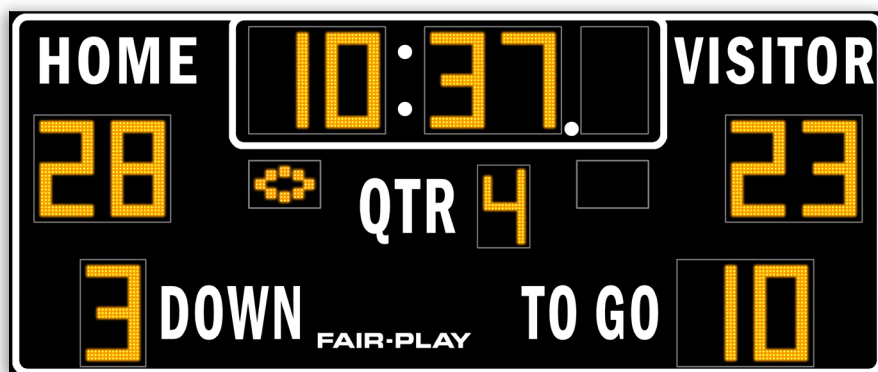 HOME 10:37. VISITOR
28 23
QTR 4
3 DOWN TO GO 10
FAIR-PLAY